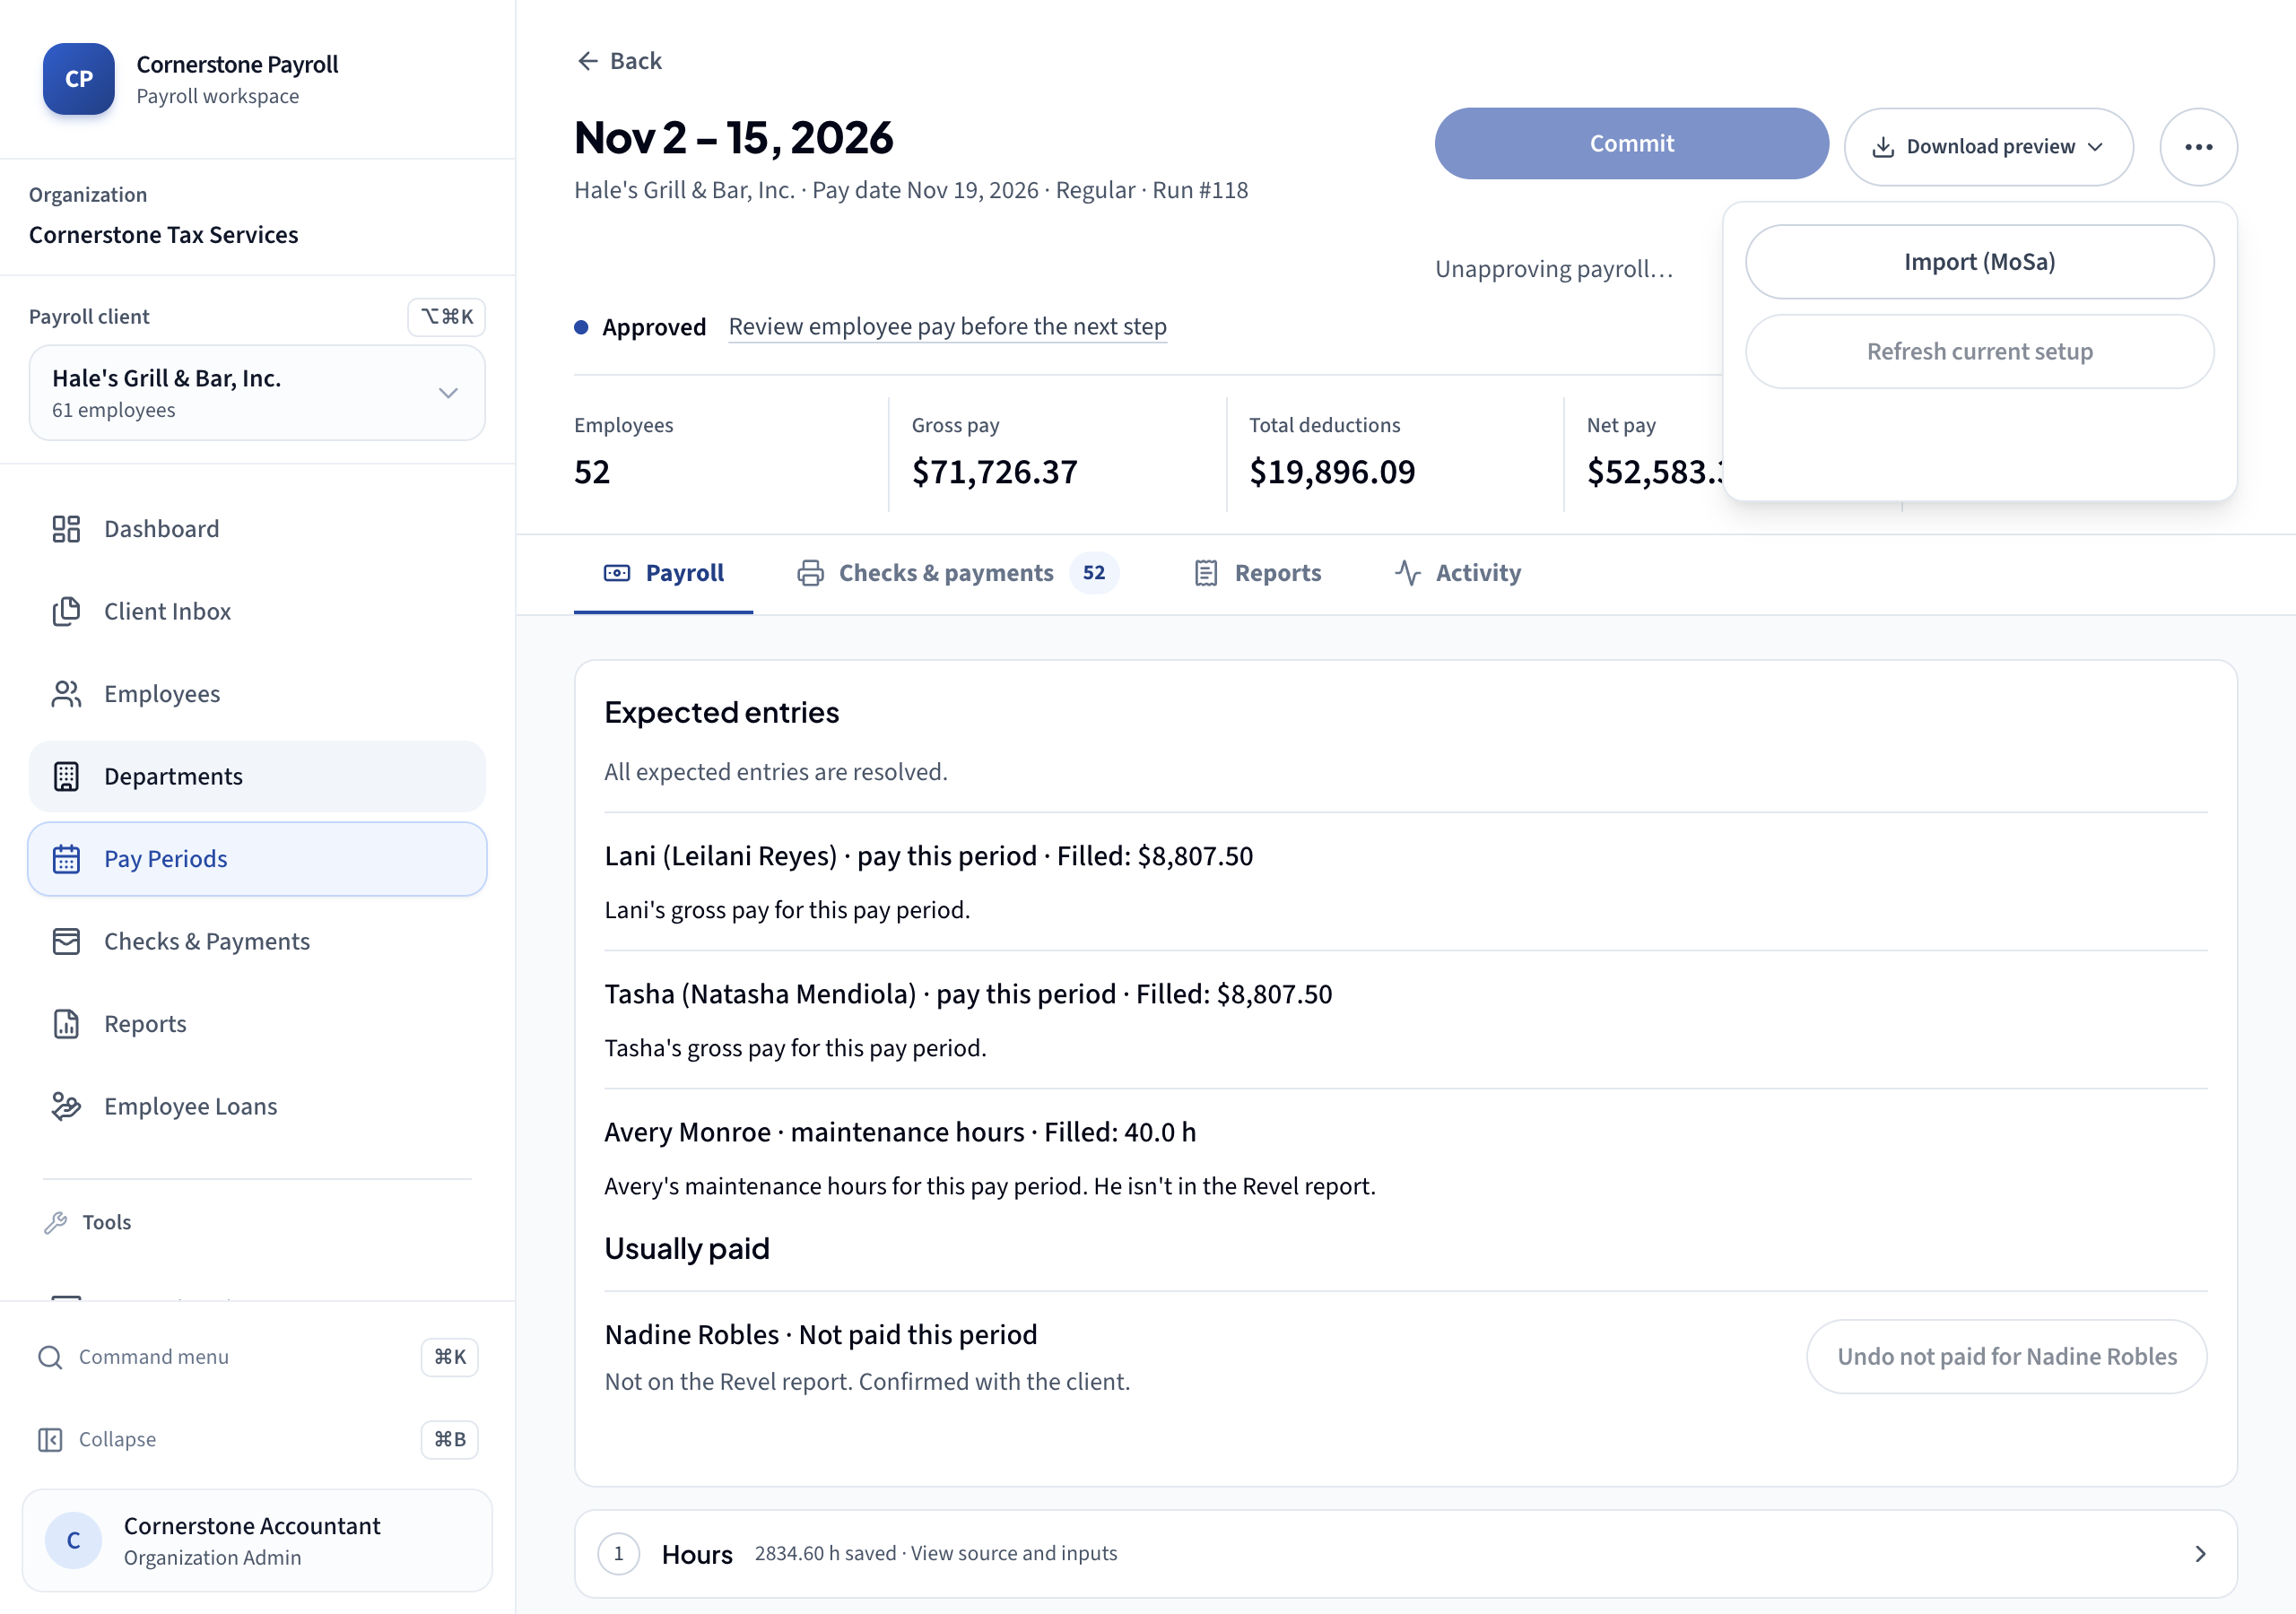 CP
Cornerstone Payroll
Payroll workspace
Organization
Cornerstone Tax Services
Payroll client
⌥⌘K
Hale's Grill & Bar, Inc.
61 employees
Dashboard
Client Inbox
Employees
Departments
Pay Periods
Checks & Payments
Reports
Employee Loans
Tools
Command menu
⌘K
Collapse
⌘B
C
Cornerstone Accountant
Organization Admin
Back
Nov 2 – 15, 2026
Hale's Grill & Bar, Inc. · Pay date Nov 19, 2026 · Regular · Run #118
Commit
Download preview
Import (MoSa)
Refresh current setup
Unapproving payroll…
Approved
Review employee pay before the next step
Employees
52
Gross pay
$71,726.37
Total deductions
$19,896.09
Net pay
$52,583.
Payroll
Checks & payments 52
Reports
Activity
Expected entries
All expected entries are resolved.
Lani (Leilani Reyes) · pay this period · Filled: $8,807.50
Lani's gross pay for this pay period.
Tasha (Natasha Mendiola) · pay this period · Filled: $8,807.50
Tasha's gross pay for this pay period.
Avery Monroe · maintenance hours · Filled: 40.0 h
Avery's maintenance hours for this pay period. He isn't in the Revel report.
Usually paid
Nadine Robles · Not paid this period
Not on the Revel report. Confirmed with the client.
Undo not paid for Nadine Robles
1
Hours
2834.60 h saved · View source and inputs